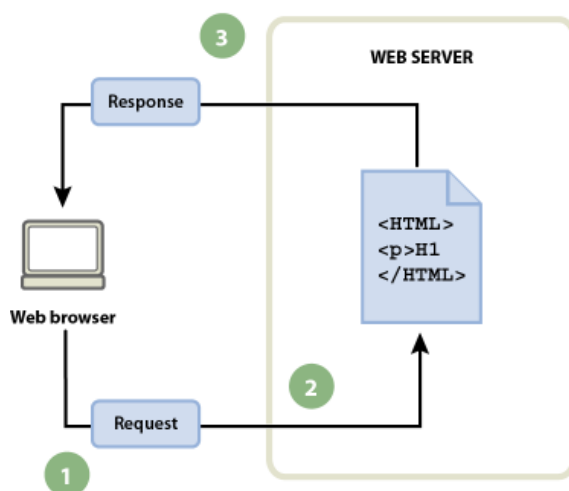 3
WEB SERVER
Response
<HTML>
<p>H1
</HTML>
Web browser
2
Request
1